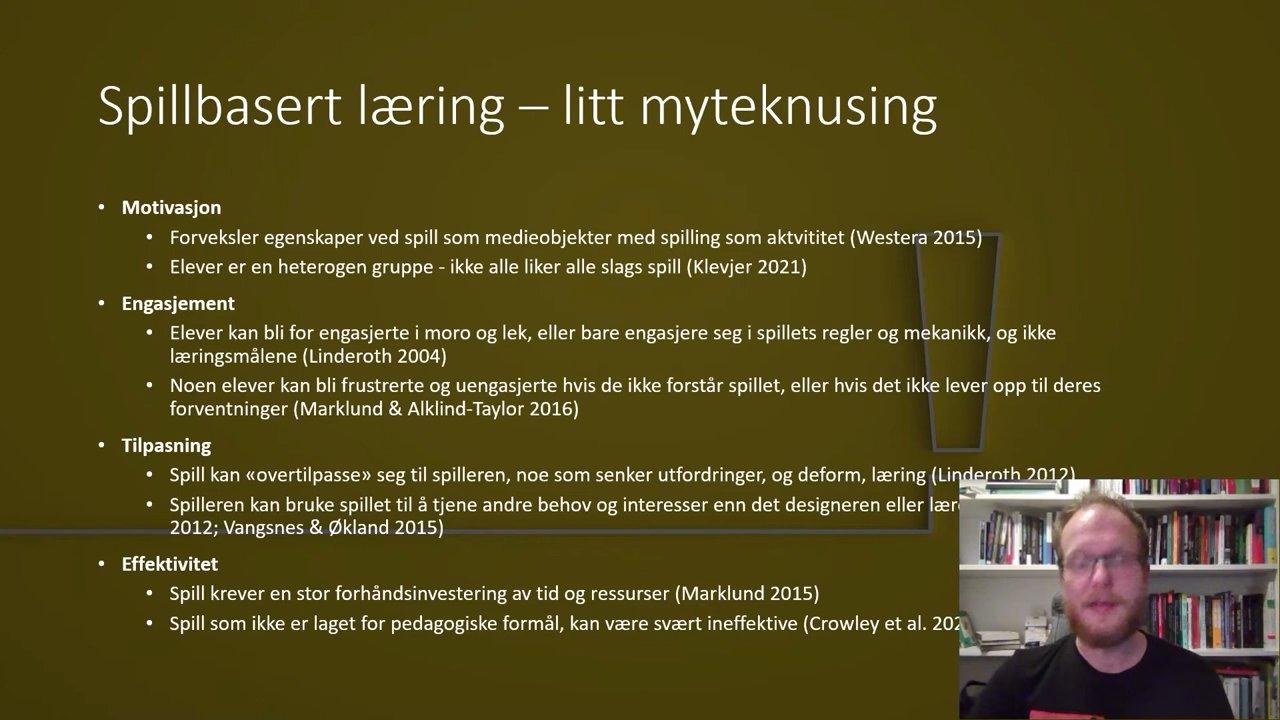 Spillbasert læring – litt myteknusing
• Motivasjon
• Forveksler egenskaper ved spill som medieobjekter med spilling som aktvititet (Westera 2015)
• Elever er en heterogen gruppe - ikke alle liker alle slags spill (Klevjer 2021)
• Engasjement
• Elever kan bli for engasjerte i moro og lek, eller bare engasjere seg i spillets regler og mekanikk, og ikke
læringsmålene (Linderoth 2004)
• Noen elever kan bli frustrerte og uengasjerte hvis de ikke forstår spillet, eller hvis det ikke lever opp til deres
forventninger (Marklund & Alklind-Taylor 2016)
• Tilpasning
• Spill kan «overtilpasse» seg til spilleren, noe som senker utfordringer, og deform, læring (Linderoth 2012)
• Spilleren kan bruke spillet til å tjene andre behov og interesser enn det designeren eller
2012; Vangsnes & Økland 2015)
• Effektivitet
• Spill krever en stor forhåndsinvestering av tid og ressurser (Marklund 2015)
• Spill som ikke er laget for pedagogiske formål, kan være svært ineffektive (Crowley et al.